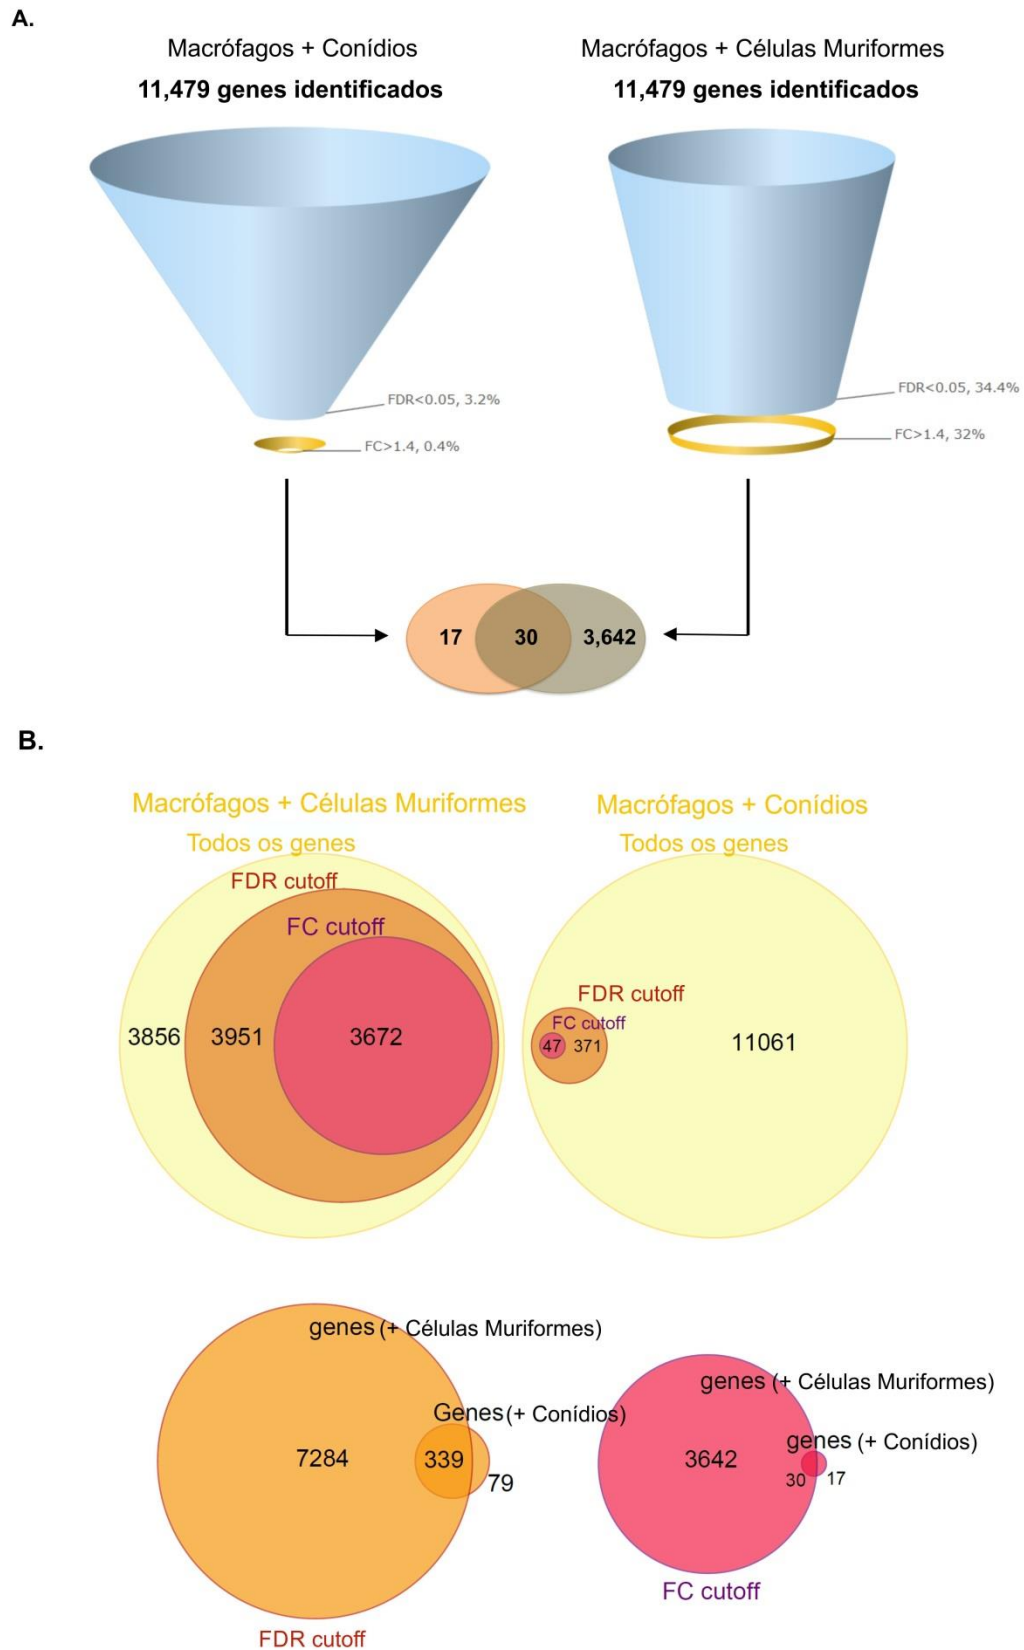 A.
Macrófagos + Conídios
11,479 genes identificados
Macrófagos + Células Muriformes
11,479 genes identificados
FDR<0.05, 3.2%
FC>1.4, 0.4%
FDR<0.05, 34.4%
FC>1.4, 32%
17
30
3,642
B.
Macrófagos + Células Muriformes
Todos os genes
FDR cutoff
FC cutoff
3856
3951
3672
Macrófagos + Conídios
Todos os genes
FDR cutoff
FC cutoff
47
371
11061
genes (+ Células Muriformes)
Genes (+ Conídios)
7284
339
79
FDR cutoff
genes (+ Células Muriformes)
genes (+ Conídios)
3642
30
17
FC cutoff